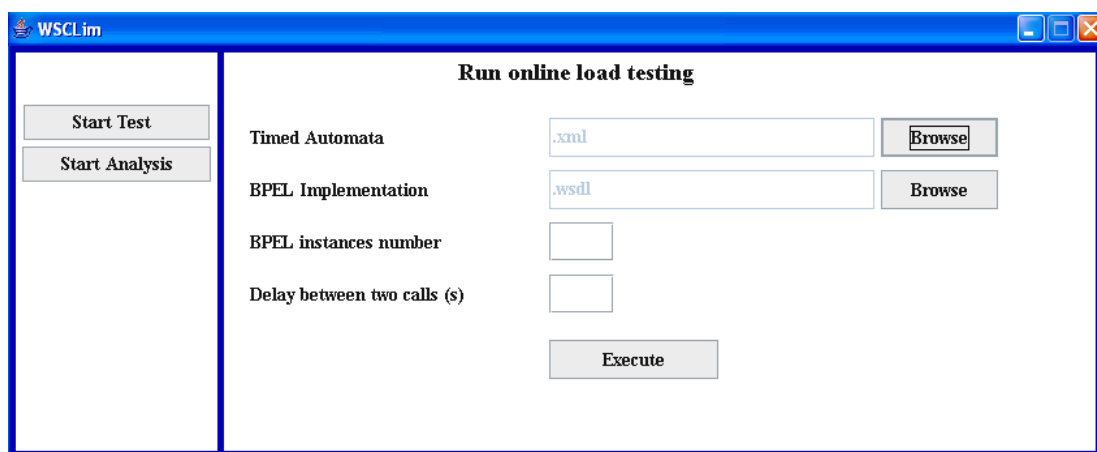 WSCLim
Run online load testing
Start Test
Start Analysis
Timed Automata .xml Browse
BPEL Implementation .wsdl Browse
BPEL instances number
Delay between two calls (s)
Execute